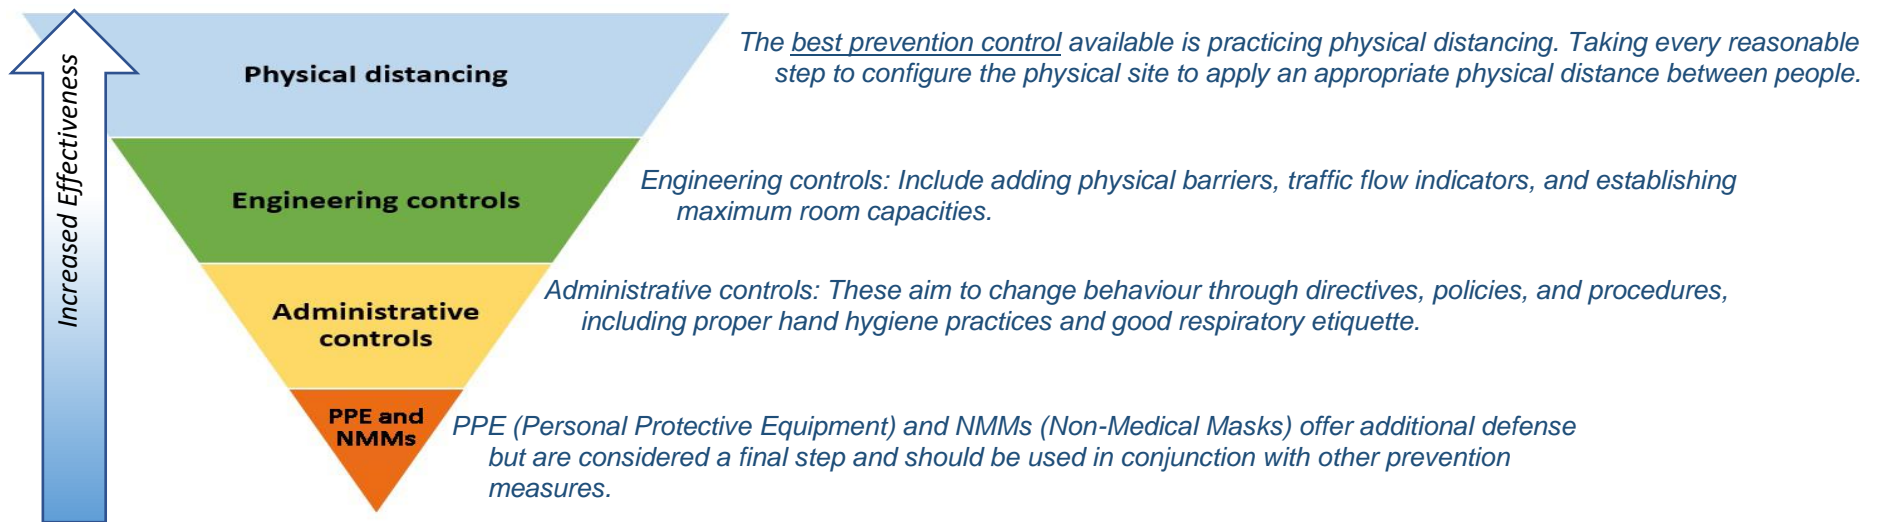 Increased Effectiveness
Physical distancing
The best prevention control available is practicing physical distancing. Taking every reasonable
step to configure the physical site to apply an appropriate physical distance between people.
Engineering controls
Engineering controls: Include adding physical barriers, traffic flow indicators, and establishing
maximum room capacities.
Administrative
controls
Administrative controls: These aim to change behaviour through directives, policies, and procedures,
including proper hand hygiene practices and good respiratory etiquette.
PPE and
NMMs
PPE (Personal Protective Equipment) and NMMs (Non-Medical Masks) offer additional defense
but are considered a final step and should be used in conjunction with other prevention
measures.